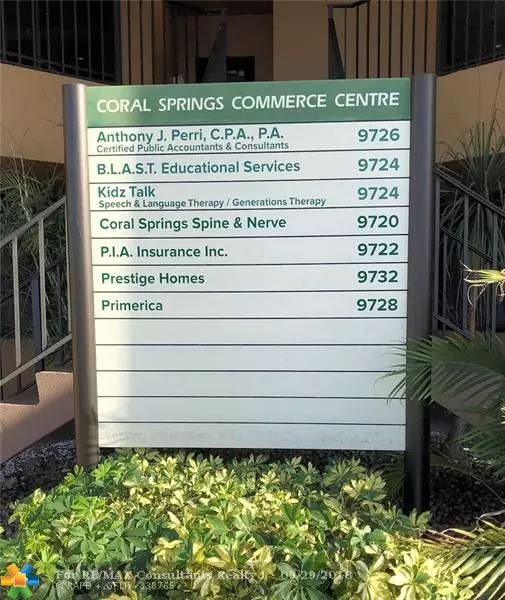 CORAL SPRINGS COMMERCE CENTRE
Anthony J. Perri, C.P.A., P.A. 9726
Certified Public Accountants & Consultants
B.L.A.S.T. Educational Services 9724
Kidz Talk 9724
Speech & Language Therapy / Generations Therapy
Coral Springs Spine & Nerve 9720
P.I.A. Insurance Inc. 9722
Prestige Homes 9732
Primerica 9728
For RE/MAX Consultants Realty 1 09/29/2018